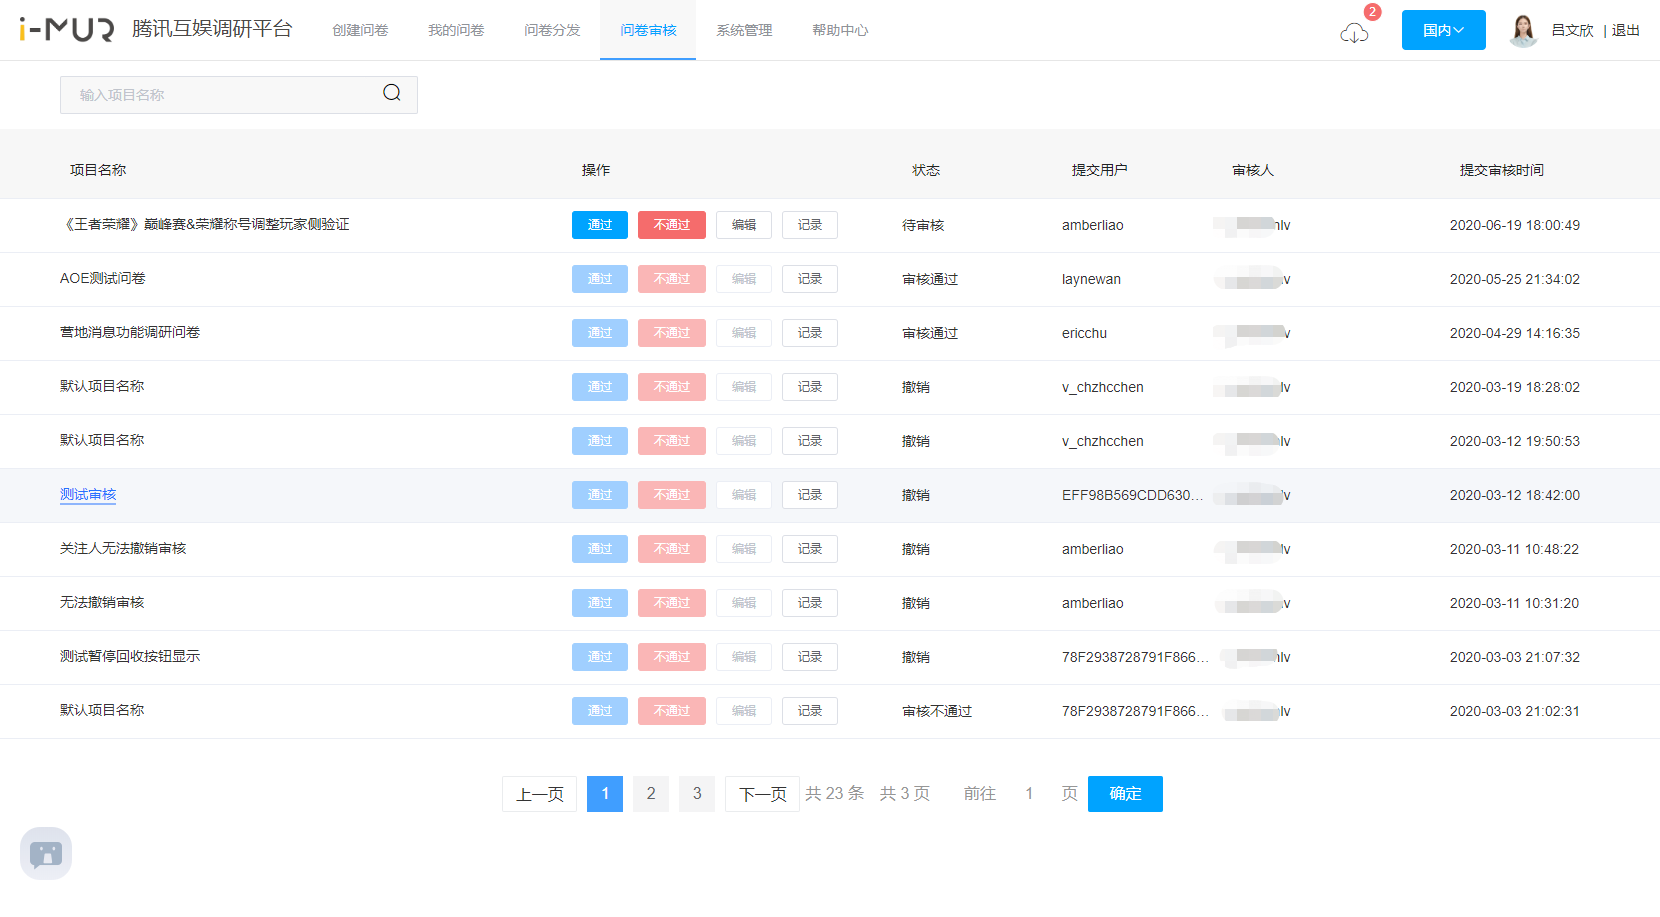 i-MUR 腾讯互娱调研平台 创建问卷 我的问卷 问卷分发 问卷审核 系统管理 帮助中心 2 国内 吕文欣 | 退出
输入项目名称
项目名称 操作 状态 提交用户 审核人 提交审核时间
《王者荣耀》巅峰赛&荣耀称号调整玩家侧验证 通过 不通过 编辑 记录 待审核 amberliao lv 2020-06-19 18:00:49
AOE测试问卷 通过 不通过 编辑 记录 审核通过 laynewan v 2020-05-25 21:34:02
营地消息功能调研问卷 通过 不通过 编辑 记录 审核通过 ericchu v 2020-04-29 14:16:35
默认项目名称 通过 不通过 编辑 记录 撤销 v_chzhcchen lv 2020-03-19 18:28:02
默认项目名称 通过 不通过 编辑 记录 撤销 v_chzhcchen lv 2020-03-12 19:50:53
测试审核 通过 不通过 编辑 记录 撤销 EFF98B569CDD630... v 2020-03-12 18:42:00
关注人无法撤销审核 通过 不通过 编辑 记录 撤销 amberliao v 2020-03-11 10:48:22
无法撤销审核 通过 不通过 编辑 记录 撤销 amberliao v 2020-03-11 10:31:20
测试暂停回收按钮显示 通过 不通过 编辑 记录 撤销 78F2938728791F866... lv 2020-03-03 21:07:32
默认项目名称 通过 不通过 编辑 记录 审核不通过 78F2938728791F866... lv 2020-03-03 21:02:31
上一页 1 2 3 下一页 共 23 条 共 3 页 前往 1 页 确定